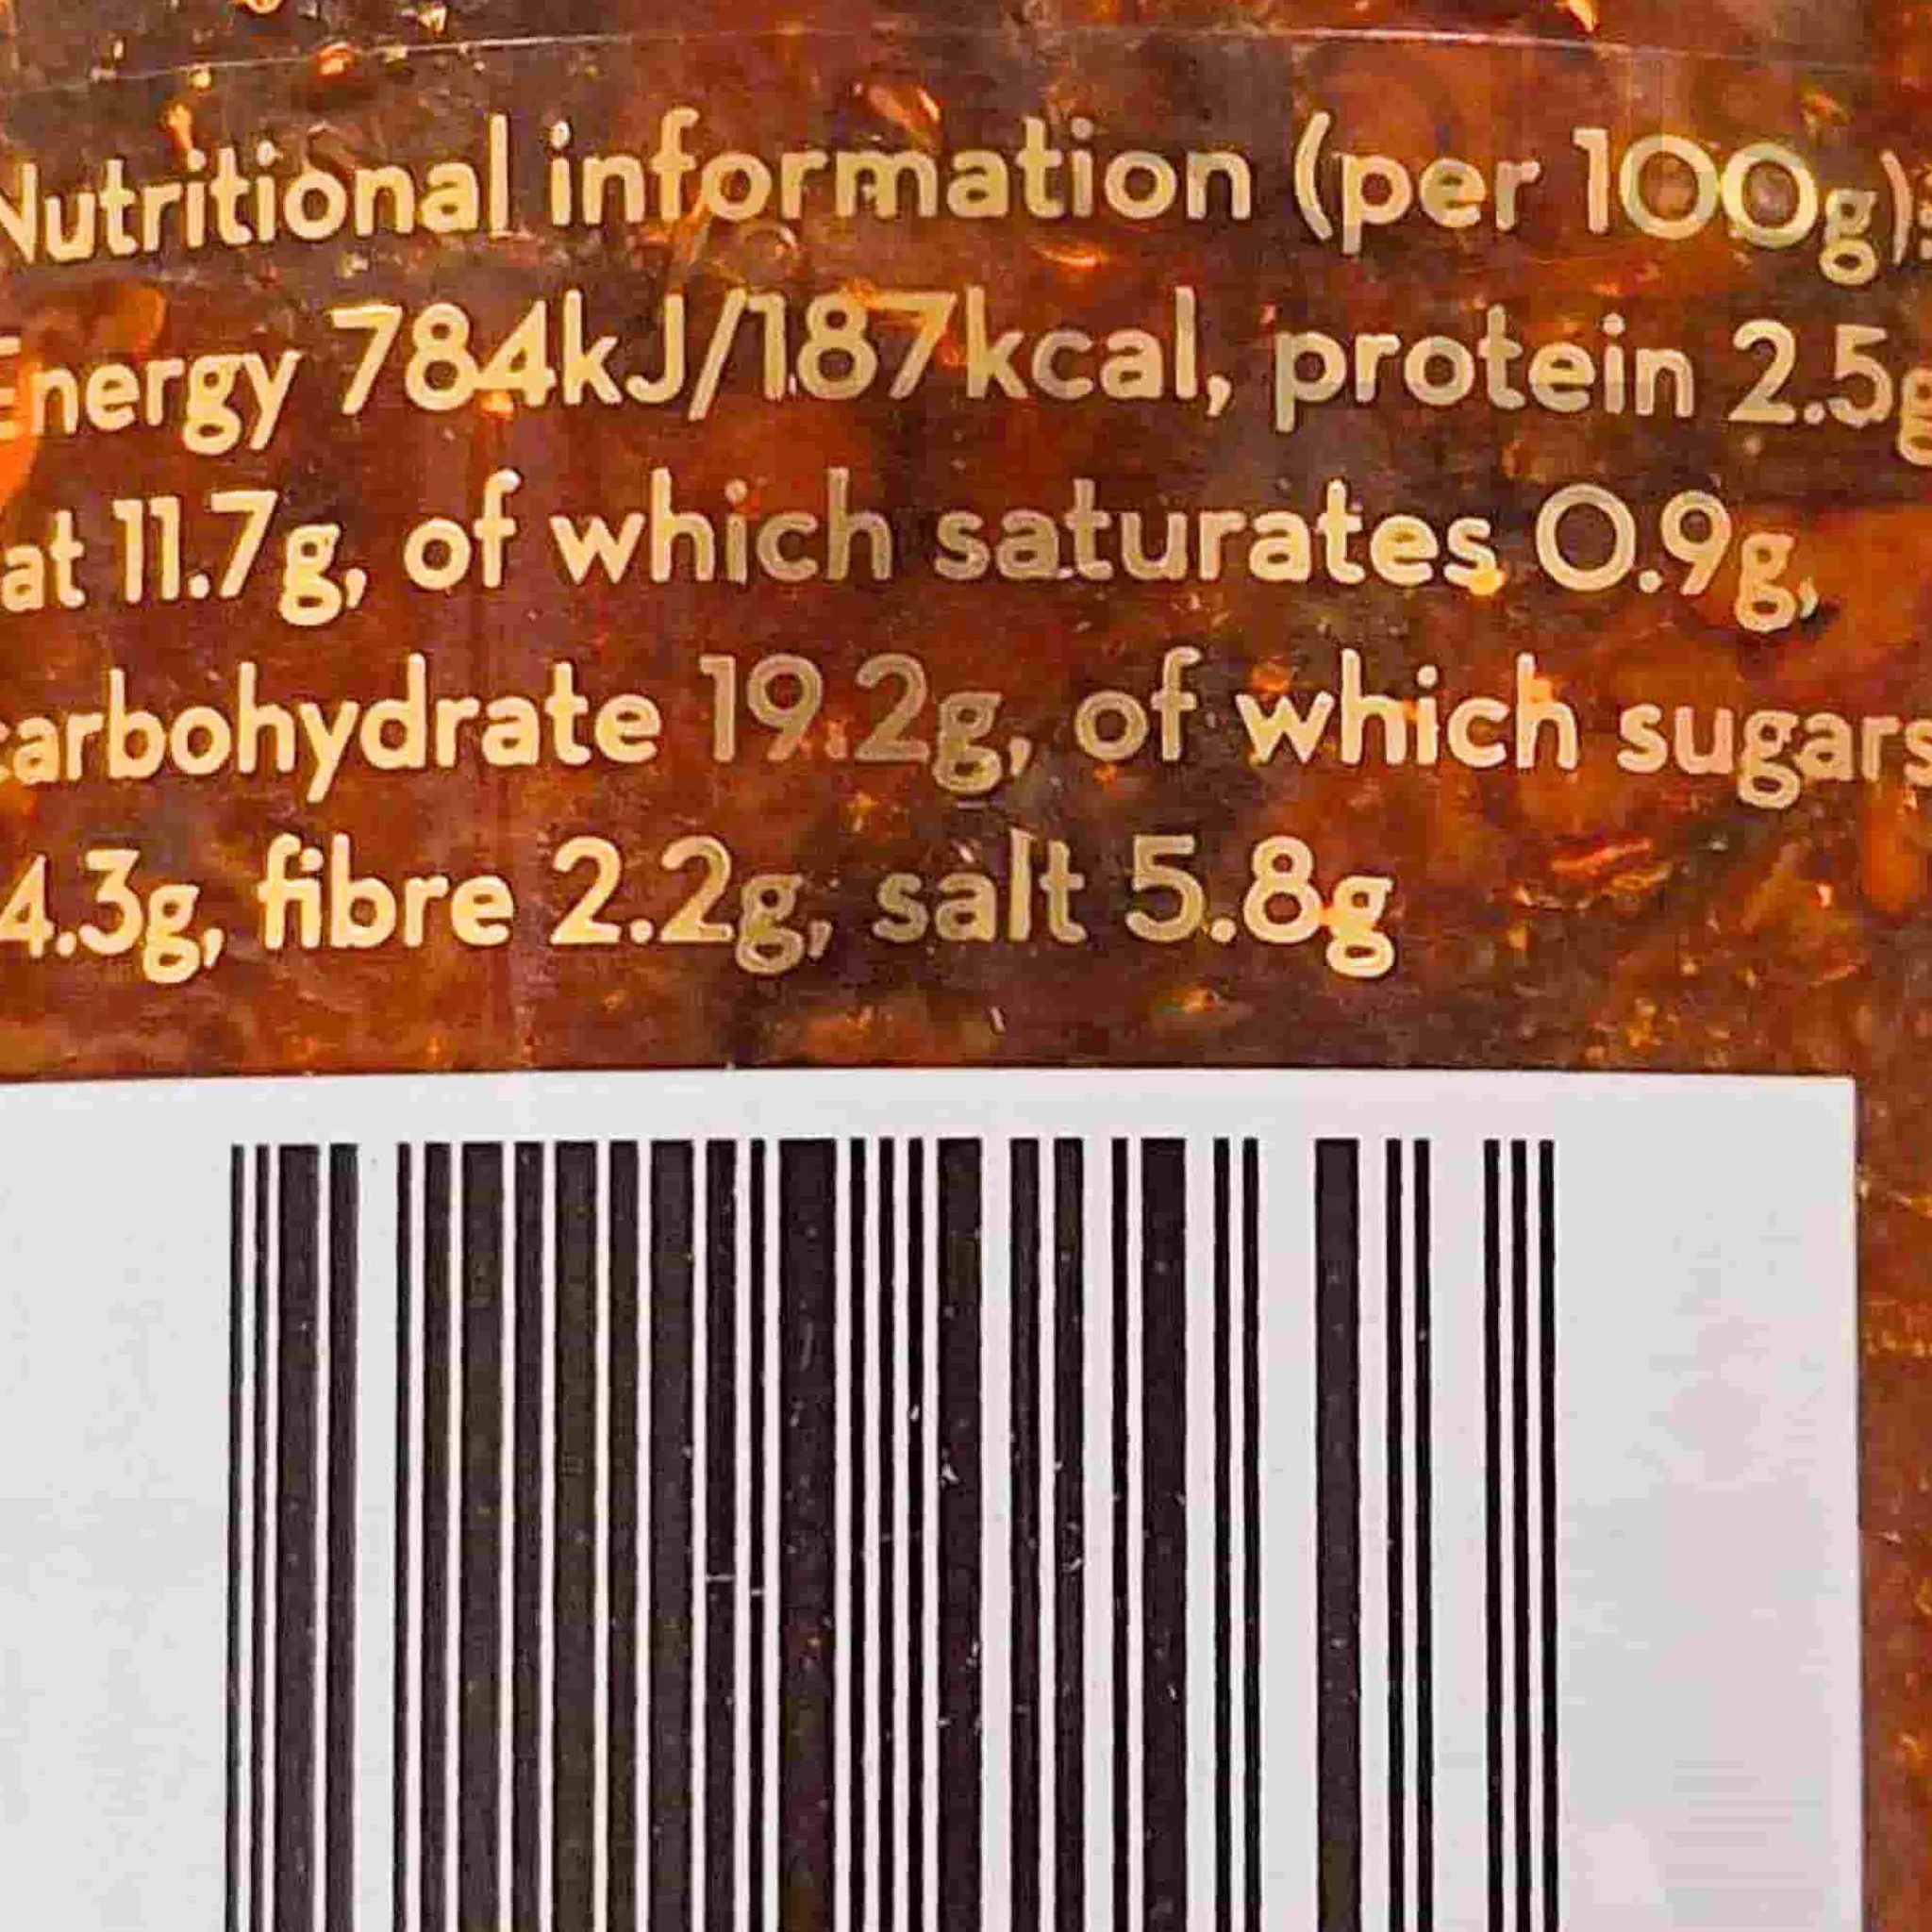 Nutritional information (per 100g):
Energy 784kJ/187kcal, protein 2.5g
at 11.7g, of which saturates 0.9g,
carbohydrate 19.2g, of which sugars
4.3g, fibre 2.2g, salt 5.8g